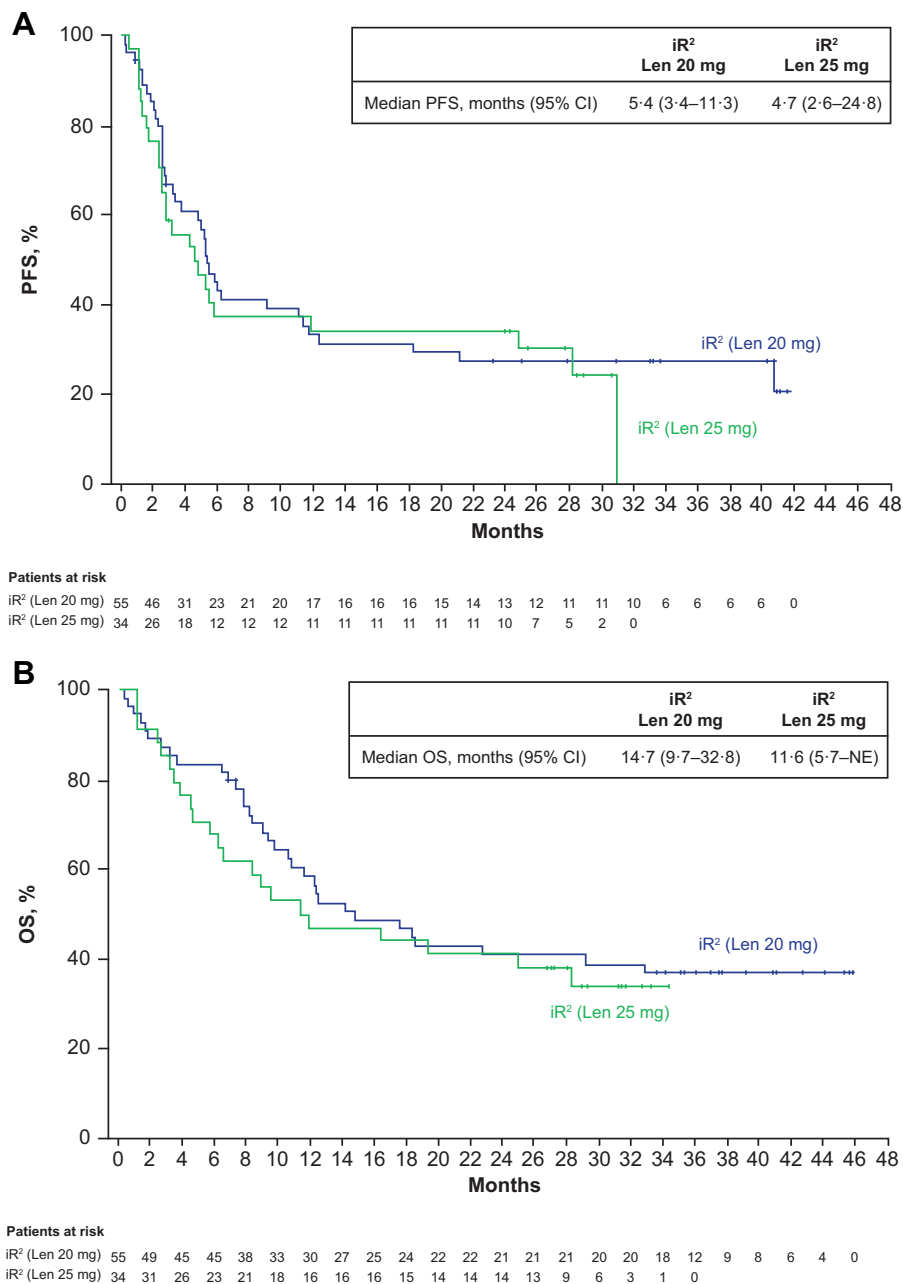 A
iR² iR²
Len 20 mg Len 25 mg
Median PFS, months (95% CI) 5·4 (3·4–11·3) 4·7 (2·6–24·8)
PFS, %
100
80
60
40
20
0
iR² (Len 20 mg)
iR² (Len 25 mg)
0 2 4 6 8 10 12 14 16 18 20 22 24 26 28 30 32 34 36 38 40 42 44 46 48
Months
Patients at risk
iR² (Len 20 mg) 55 46 31 23 21 20 17 16 16 16 15 14 13 12 11 11 10 6 6 6 6 0
iR² (Len 25 mg) 34 26 18 12 12 12 11 11 11 11 11 11 10 7 5 2 0
B
iR² iR²
Len 20 mg Len 25 mg
Median OS, months (95% CI) 14·7 (9·7–32·8) 11·6 (5·7–NE)
OS, %
100
80
60
40
20
0
iR² (Len 20 mg)
iR² (Len 25 mg)
0 2 4 6 8 10 12 14 16 18 20 22 24 26 28 30 32 34 36 38 40 42 44 46 48
Months
Patients at risk
iR² (Len 20 mg) 55 49 45 45 38 33 30 27 25 24 22 22 21 21 21 20 20 18 12 9 8 6 4 0
iR² (Len 25 mg) 34 31 26 23 21 18 16 16 16 15 14 14 14 13 9 6 3 1 0